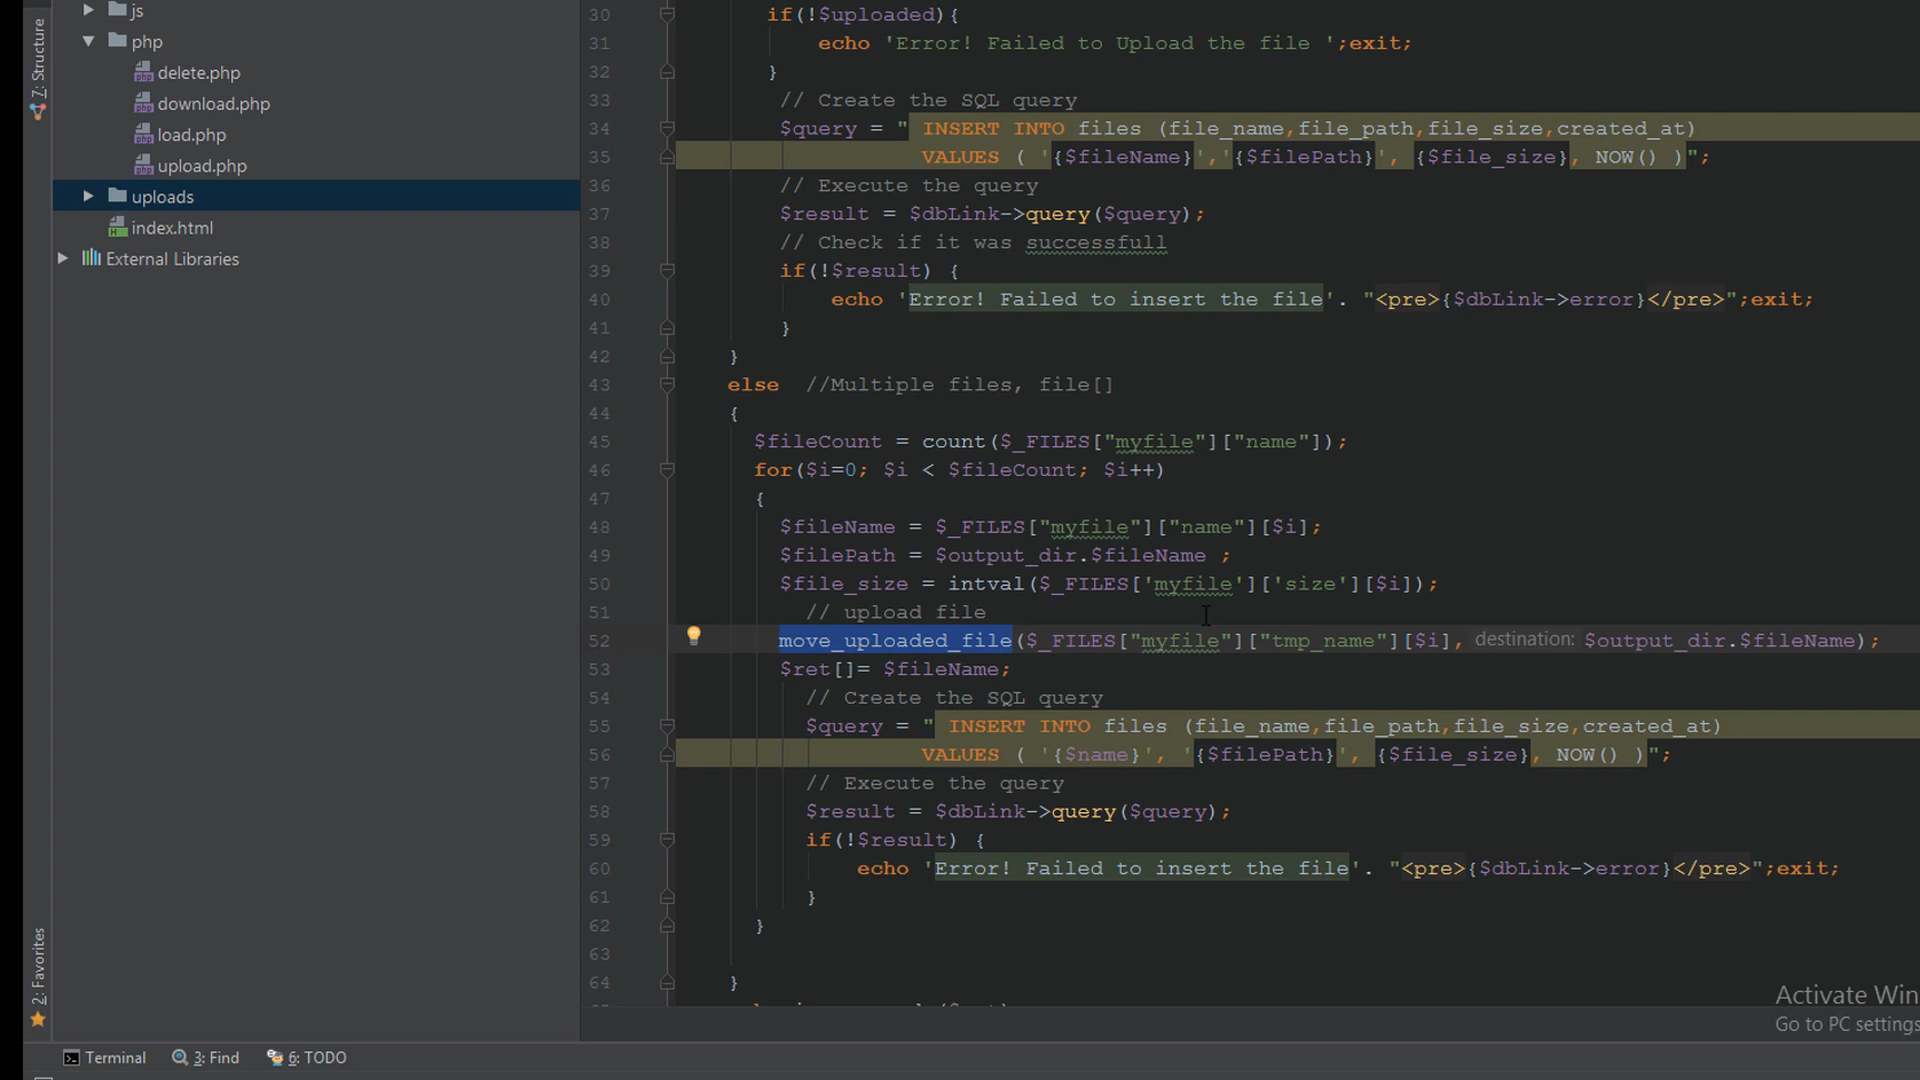 7: Structure
js
php
delete.php
download.php
load.php
upload.php
uploads
index.html
External Libraries
2: Favorites
30 if(!$uploaded){
31 echo 'Error! Failed to Upload the file ';exit;
32 }
33 // Create the SQL query
34 $query = " INSERT INTO files (file_name,file_path,file_size,created_at)
35 VALUES ( '{$fileName}','{$filePath}', {$file_size}, NOW() )";
36 // Execute the query
37 $result = $dbLink->query($query);
38 // Check if it was successfull
39 if(!$result) {
40 echo 'Error! Failed to insert the file'. "<pre>{$dbLink->error}</pre>";exit;
41 }
42 }
43 else //Multiple files, file[]
44 {
45 $fileCount = count($_FILES["myfile"]["name"]);
46 for($i=0; $i < $fileCount; $i++)
47 {
48 $fileName = $_FILES["myfile"]["name"][$i];
49 $filePath = $output_dir.$fileName ;
50 $file_size = intval($_FILES['myfile']['size'][$i]);
51 // upload file
52 move_uploaded_file($_FILES["myfile"]["tmp_name"][$i], destination: $output_dir.$fileName);
53 $ret[]= $fileName;
54 // Create the SQL query
55 $query = " INSERT INTO files (file_name,file_path,file_size,created_at)
56 VALUES ( '{$name}', '{$filePath}', {$file_size}, NOW() )";
57 // Execute the query
58 $result = $dbLink->query($query);
59 if(!$result) {
60 echo 'Error! Failed to insert the file'. "<pre>{$dbLink->error}</pre>";exit;
61 }
62 }
63
64 }
Activate Win
Go to PC settings
Terminal 3: Find 6: TODO